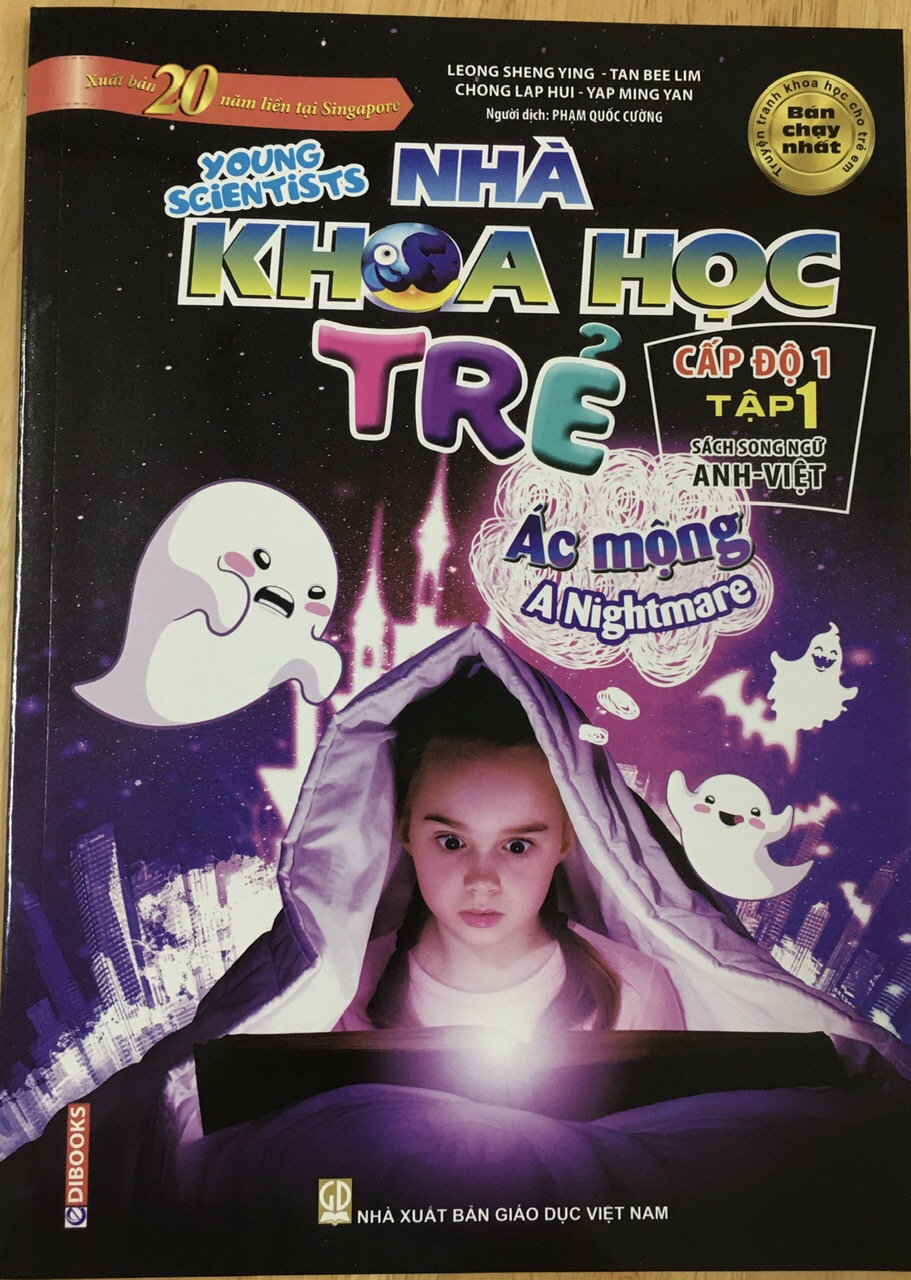 Xuất bản 20 năm liền tại Singapore
LEONG SHENG YING - TAN BEE LIM
CHONG LAP HUI - YAP MING YAN
Người dịch: PHẠM QUỐC CƯỜNG
Truyện tranh khoa học cho trẻ em
Bán
chạy
nhất
YOUNG
SCiENTiSTS
NHÀ
KHOA HỌC
TRẺ
CẤP ĐỘ 1
TẬP 1
SÁCH SONG NGỮ
ANH-VIỆT
Ác mộng
A Nightmare
DIBOOKS
GD
NHÀ XUẤT BẢN GIÁO DỤC VIỆT NAM